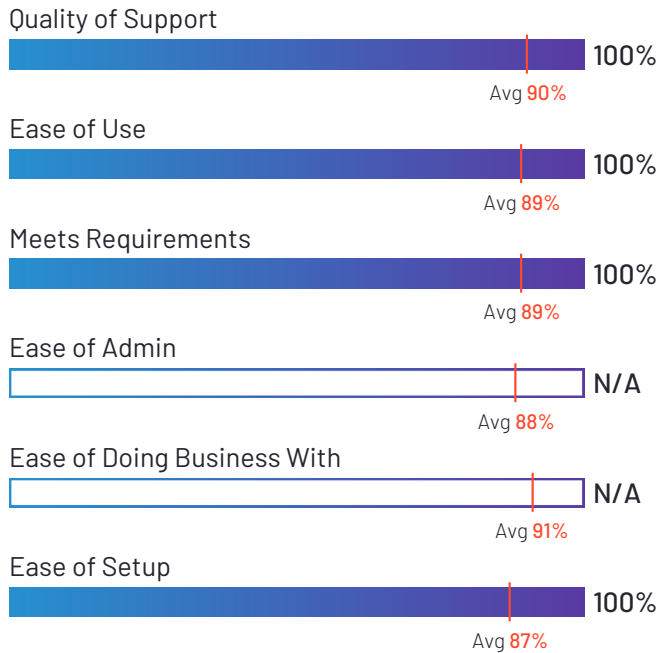 Quality of Support
100%
Avg 90%
Ease of Use
100%
Avg 89%
Meets Requirements
100%
Avg 89%
Ease of Admin
N/A
Avg 88%
Ease of Doing Business With
N/A
Avg 91%
Ease of Setup
100%
Avg 87%